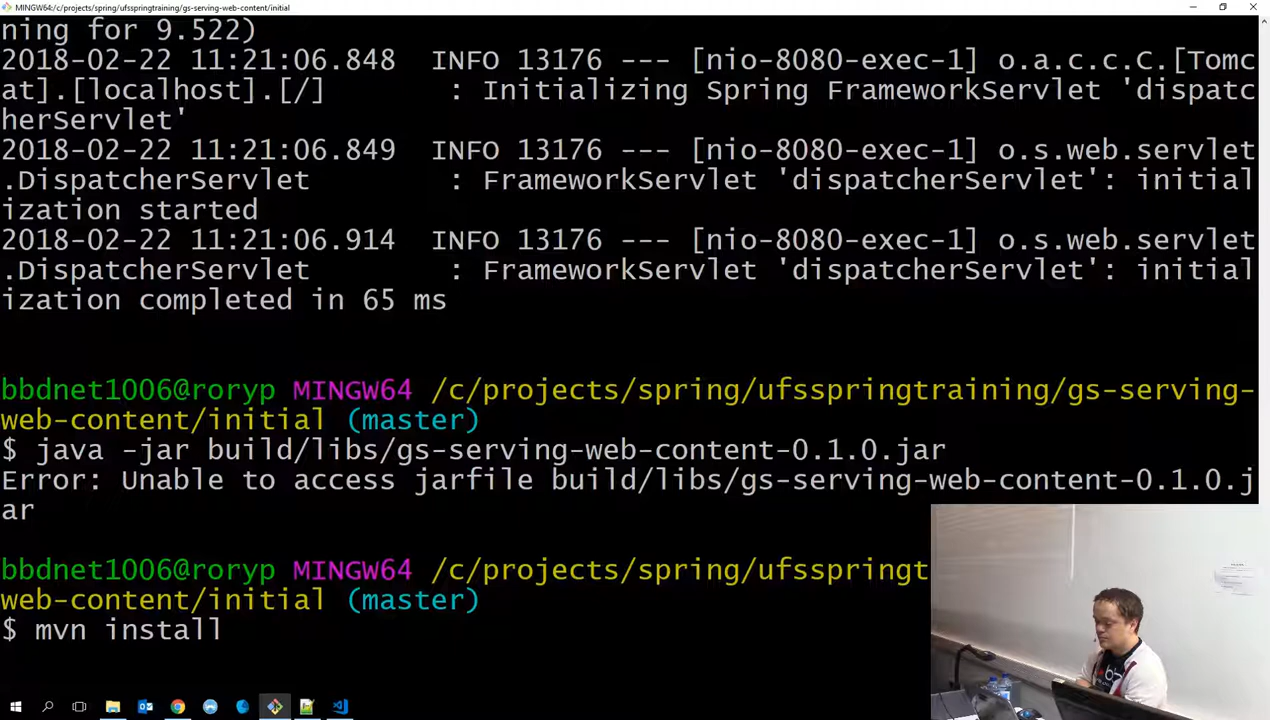 MINGW64:/c/projects/spring/ufsspringtraining/gs-serving-web-content/initial
ning for 9.522)
2018-02-22 11:21:06.848  INFO 13176 --- [nio-8080-exec-1] o.a.c.c.C.[Tomc
at].[localhost].[/]       : Initializing Spring FrameworkServlet 'dispatc
herServlet'
2018-02-22 11:21:06.849  INFO 13176 --- [nio-8080-exec-1] o.s.web.servlet
.DispatcherServlet        : FrameworkServlet 'dispatcherServlet': initial
ization started
2018-02-22 11:21:06.914  INFO 13176 --- [nio-8080-exec-1] o.s.web.servlet
.DispatcherServlet        : FrameworkServlet 'dispatcherServlet': initial
ization completed in 65 ms
bbdnet1006@roryp MINGW64 /c/projects/spring/ufsspringtraining/gs-serving-
web-content/initial (master)
$ java -jar build/libs/gs-serving-web-content-0.1.0.jar
Error: Unable to access jarfile build/libs/gs-serving-web-content-0.1.0.j
ar
bbdnet1006@roryp MINGW64 /c/projects/spring/ufsspringt
web-content/initial (master)
$ mvn install